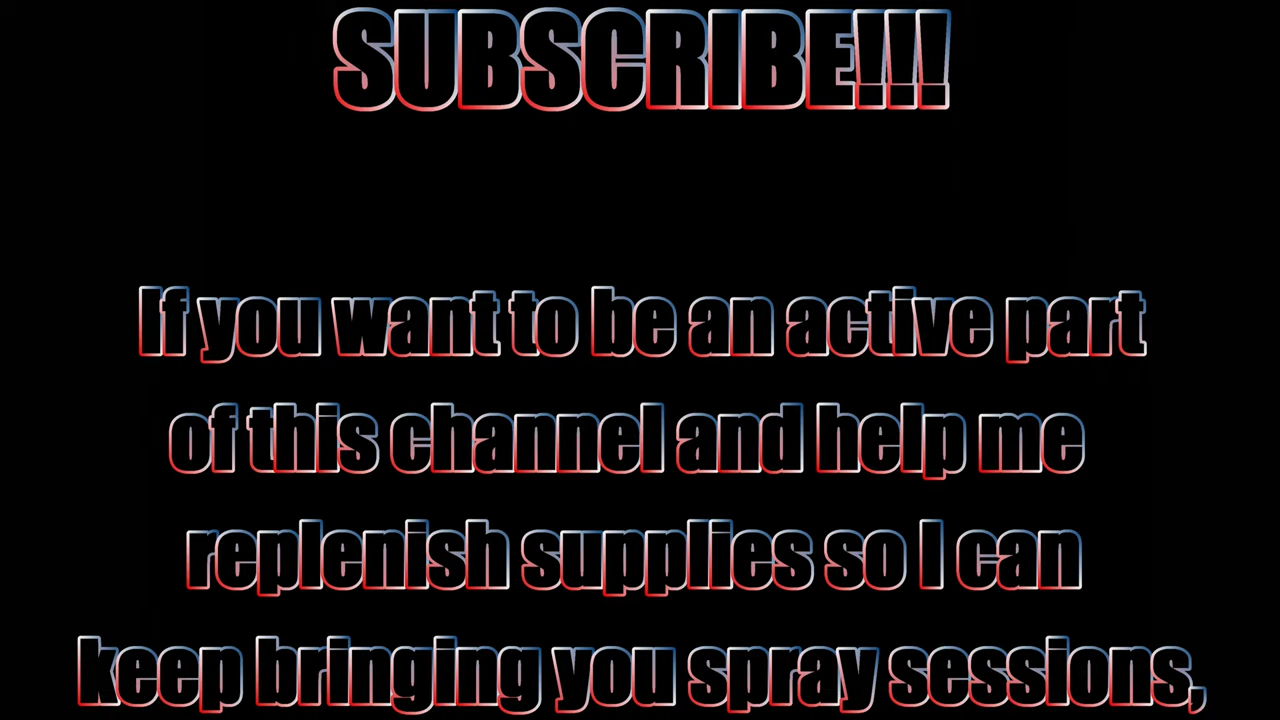 SUBSCRIBE!!!
If you want to be an active part
of this channel and help me
replenish supplies so I can
keep bringing you spray sessions,